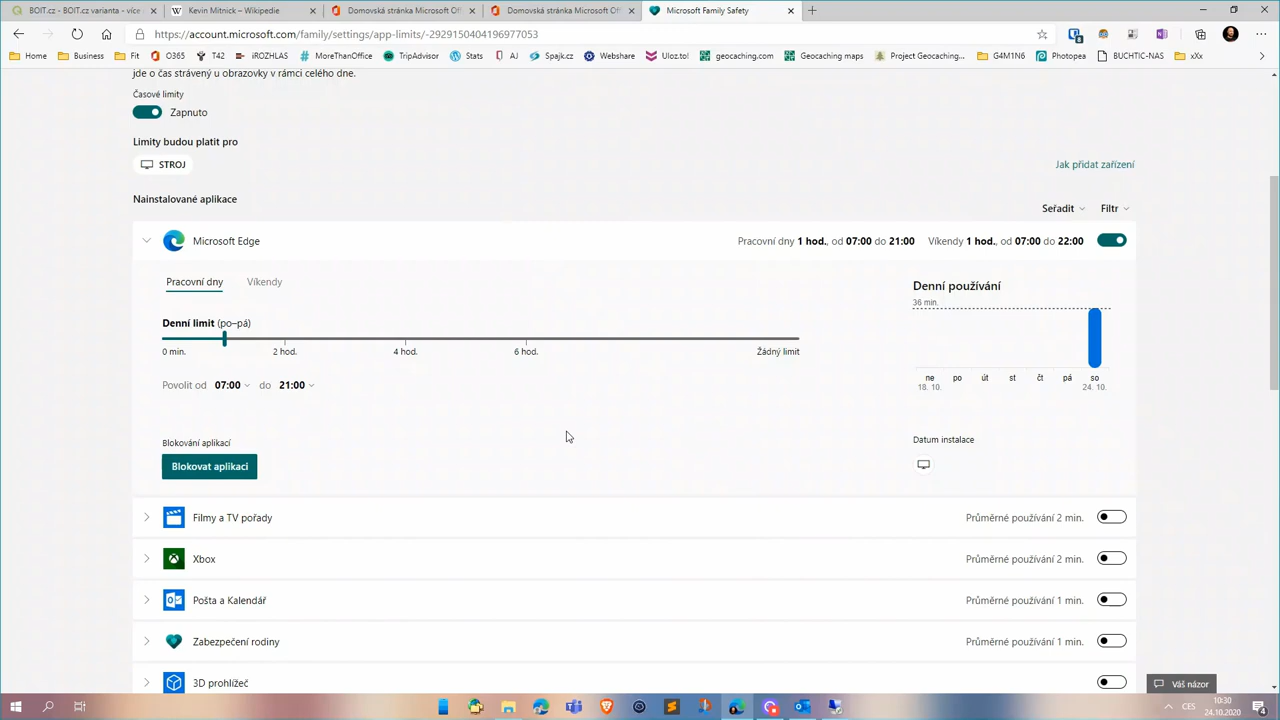 BOIT.cz - BOIT.cz varianta - více
Kevin Mitnick – Wikipedie
Domovská stránka Microsoft Off
Domovská stránka Microsoft Off
Microsoft Family Safety
https://account.microsoft.com/family/settings/app-limits/-2929150404196977053
Home
Business
Fit
O365
T42
iROZHLAS
#MoreThanOffice
TripAdvisor
Stats
AJ
Spajk.cz
Webshare
Uloz.to!
geocaching.com
Geocaching maps
Project Geocaching...
G4M1N6
Photopea
BUCHTIC-NAS
xXx
jde o čas strávený u obrazovky v rámci celého dne.
Časové limity
Zapnuto
Limity budou platit pro
STROJ
Jak přidat zařízení
Nainstalované aplikace
Seřadit
Filtr
Microsoft Edge
Pracovní dny 1 hod., od 07:00 do 21:00
Víkendy 1 hod., od 07:00 do 22:00
Pracovní dny
Víkendy
Denní limit (po–pá)
0 min.
2 hod.
4 hod.
6 hod.
Žádný limit
Povolit od 07:00 do 21:00
Denní používání
36 min.
ne
po
út
st
čt
pá
so
18. 10.
24. 10.
Blokování aplikací
Blokovat aplikaci
Datum instalace
Filmy a TV pořady
Průměrné používání 2 min.
Xbox
Průměrné používání 2 min.
Pošta a Kalendář
Průměrné používání 1 min.
Zabezpečení rodiny
Průměrné používání 1 min.
3D prohlížeč
Váš názor
CES
10:30
24.10.2020
4